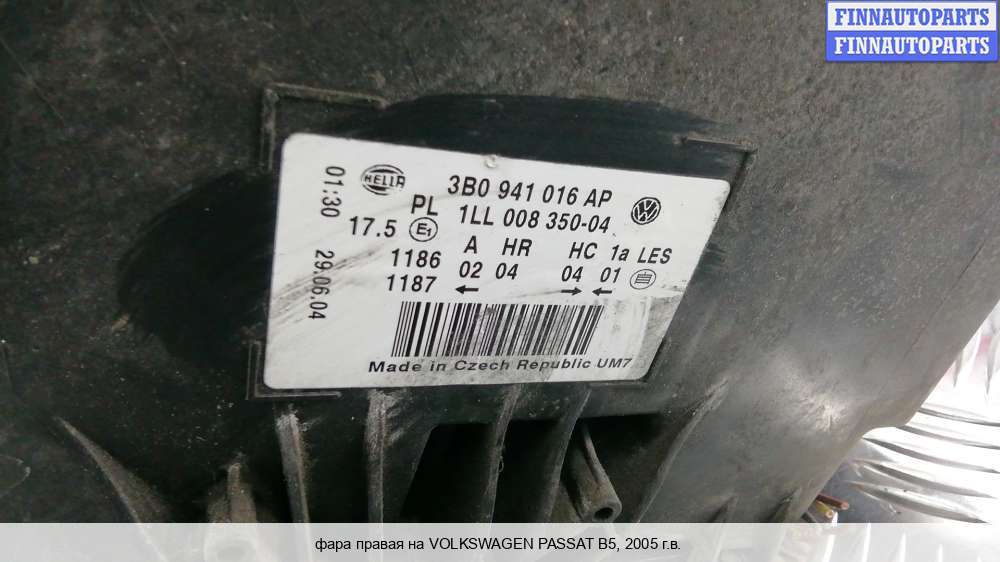 FINNAUTOPARTS
FINNAUTOPARTS
HELLA
3B0 941 016 AP
PL
1LL 008 350-04
17.5 E1
A HR HC 1a LES
1186
02 04 04 01
1187
← → ←
01:30
29.06.04
Made in Czech Republic UM7
фара правая на VOLKSWAGEN PASSAT B5, 2005 г.в.